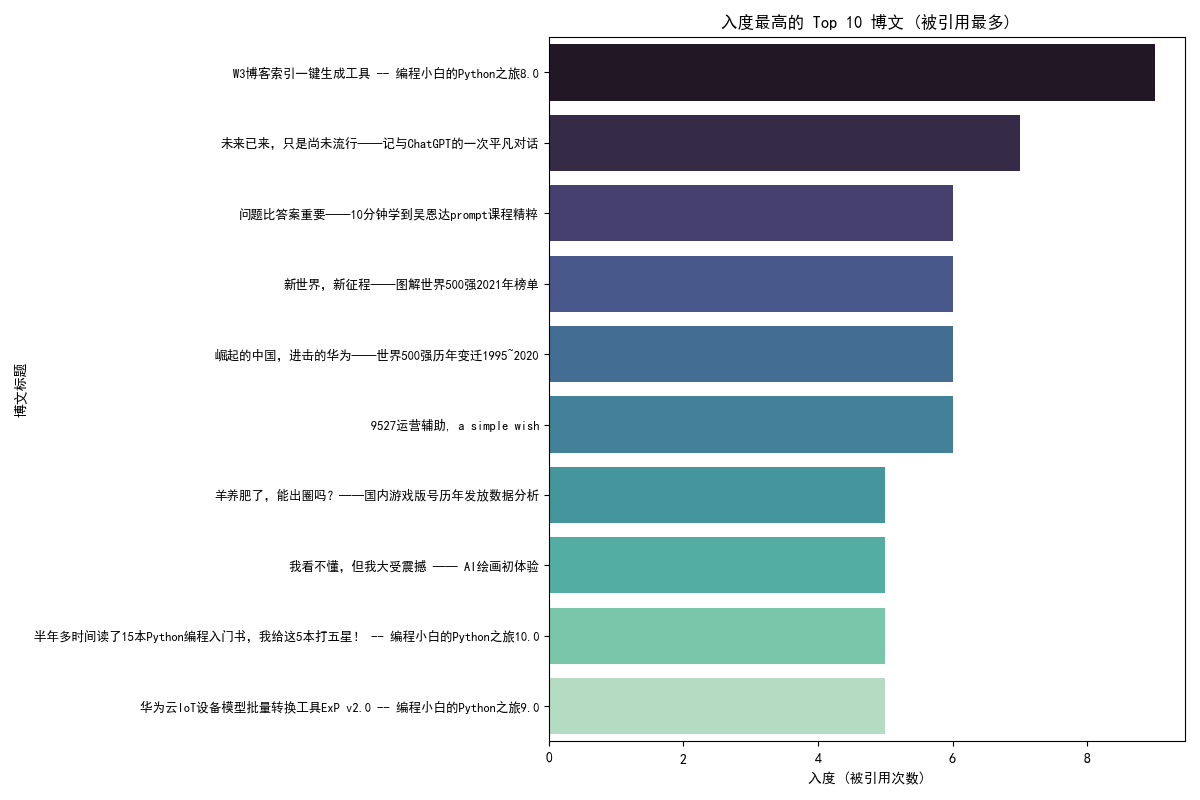 入度最高的 Top 10 博文 (被引用最多)
W3博客索引一键生成工具 -- 编程小白的Python之旅8.0
未来已来，只是尚未流行——记与ChatGPT的一次平凡对话
问题比答案重要——10分钟学到吴恩达prompt课程精粹
新世界，新征程——图解世界500强2021年榜单
崛起的中国，进击的华为——世界500强历年变迁1995~2020
9527运营辅助, a simple wish
羊养肥了，能出圈吗？——国内游戏版号历年发放数据分析
我看不懂，但我大受震撼 —— AI绘画初体验
半年多时间读了15本Python编程入门书，我给这5本打五星！ -- 编程小白的Python之旅10.0
华为云IoT设备模型批量转换工具ExP v2.0 -- 编程小白的Python之旅9.0
博文标题
0 2 4 6 8
入度 (被引用次数)